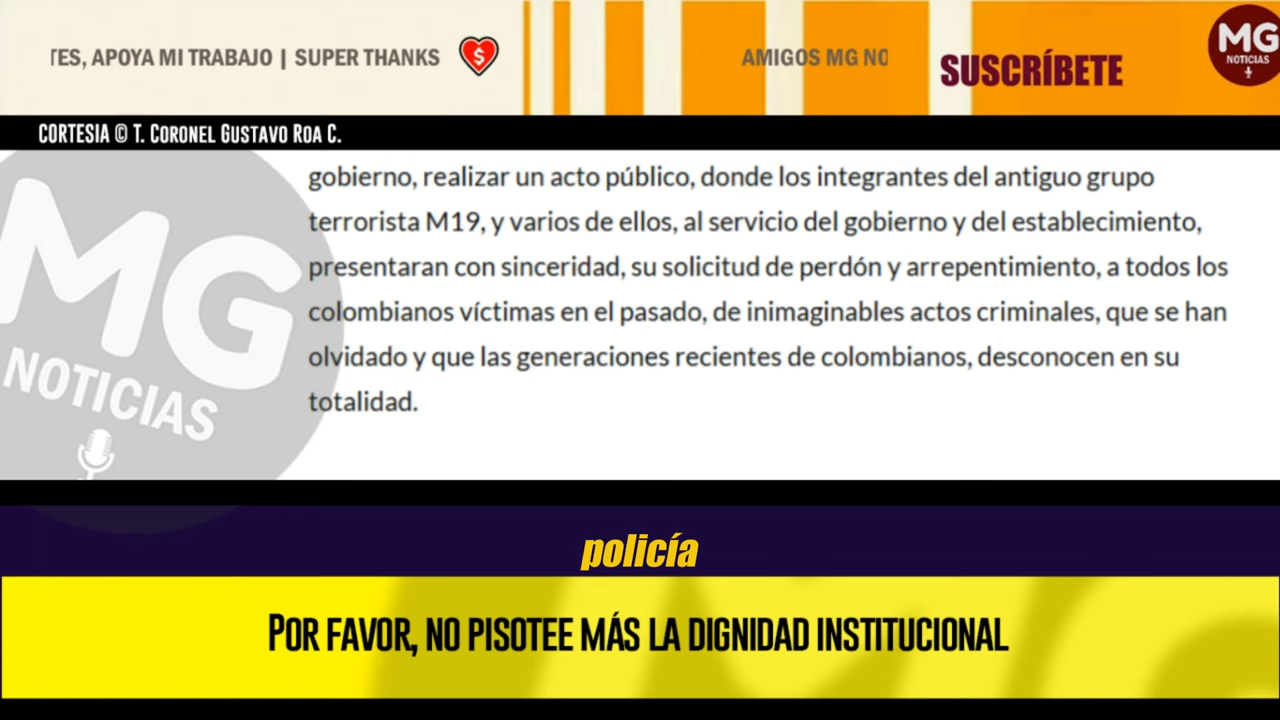 TES, APOYA MI TRABAJO | SUPER THANKS
AMIGOS MG NO
SUSCRÍBETE
MG
NOTICIAS
CORTESIA © T. CORONEL GUSTAVO ROA C.
gobierno, realizar un acto público, donde los integrantes del antiguo grupo
terrorista M19, y varios de ellos, al servicio del gobierno y del establecimiento,
presentaran con sinceridad, su solicitud de perdón y arrepentimiento, a todos los
colombianos víctimas en el pasado, de inimaginables actos criminales, que se han
olvidado y que las generaciones recientes de colombianos, desconocen en su
totalidad.
MG
NOTICIAS
policía
POR FAVOR, NO PISOTEE MÁS LA DIGNIDAD INSTITUCIONAL